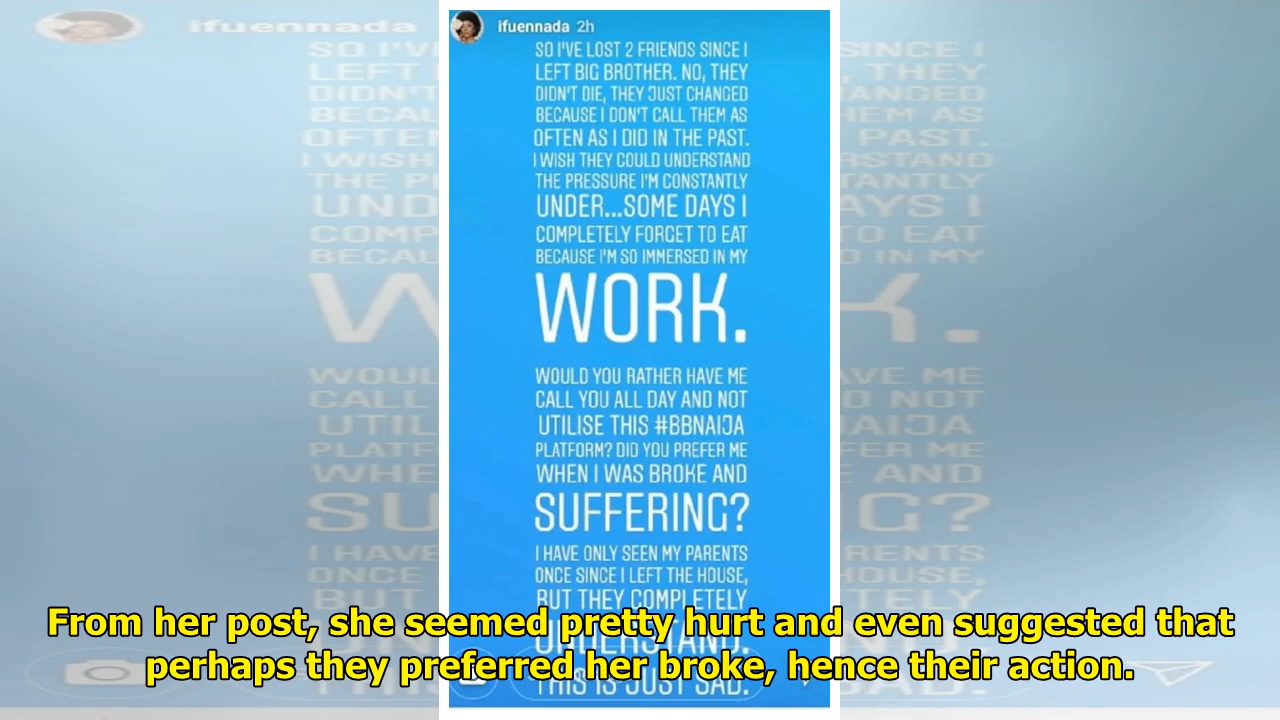 ifuennada 2h
SO I'VE LOST 2 FRIENDS SINCE I
LEFT BIG BROTHER. NO, THEY
DIDN'T DIE, THEY JUST CHANGED
BECAUSE I DON'T CALL THEM AS
OFTEN AS I DID IN THE PAST.
I WISH THEY COULD UNDERSTAND
THE PRESSURE I'M CONSTANTLY
UNDER...SOME DAYS I
COMPLETELY FORGET TO EAT
BECAUSE I'M SO IMMERSED IN MY
WORK.
WOULD YOU RATHER HAVE ME
CALL YOU ALL DAY AND NOT
UTILISE THIS #BBNAIJA
PLATFORM? DID YOU PREFER ME
WHEN I WAS BROKE AND
SUFFERING?
I HAVE ONLY SEEN MY PARENTS
ONCE SINCE I LEFT THE HOUSE,
BUT THEY COMPLETELY
UNDERSTAND.
THIS IS JUST SAD.
From her post, she seemed pretty hurt and even suggested that
perhaps they preferred her broke, hence their action.